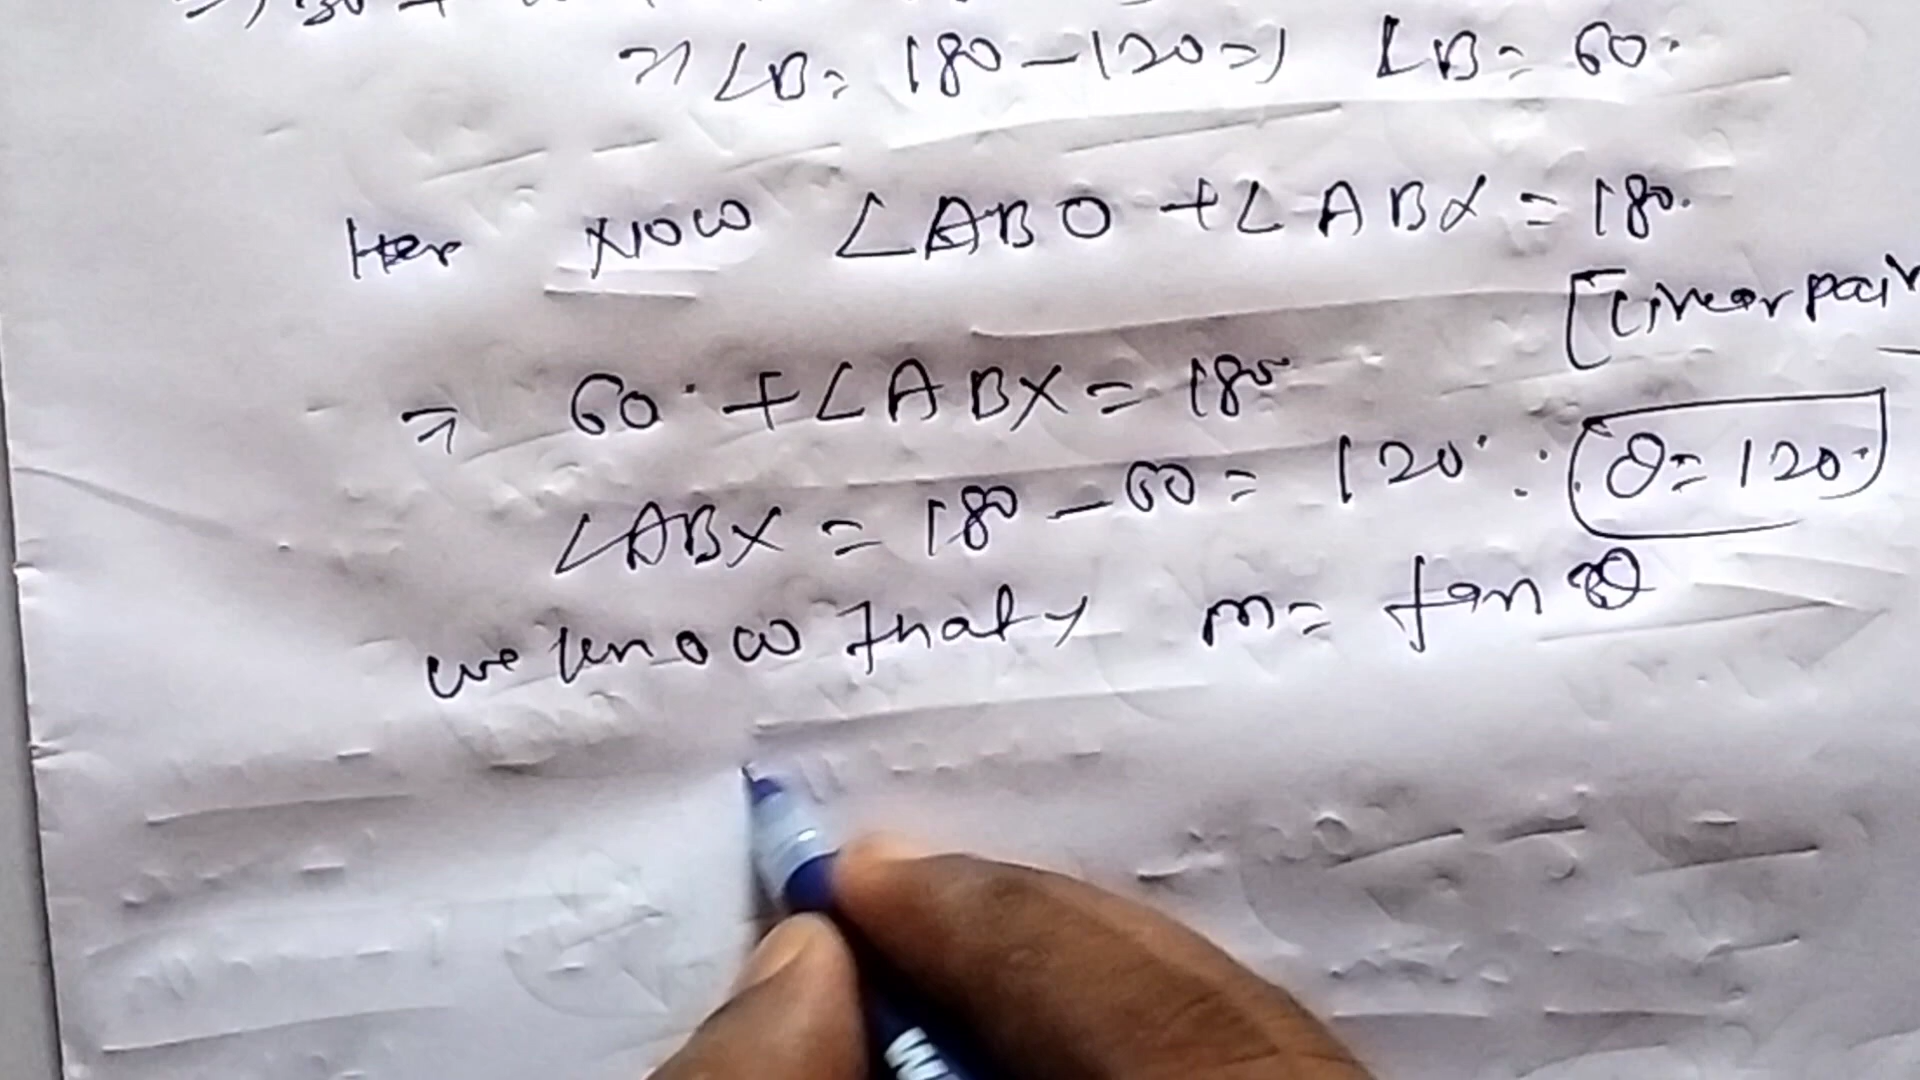 ⇒ ∠B = 180 - 120 ⇒ ∠B = 60°
Her Now ∠ABO + ∠ABX = 180°
[Linear pair
⇒ 60° + ∠ABX = 180
∠ABX = 180 - 60 = 120° ∴ θ = 120°
we know that, m = tan θ